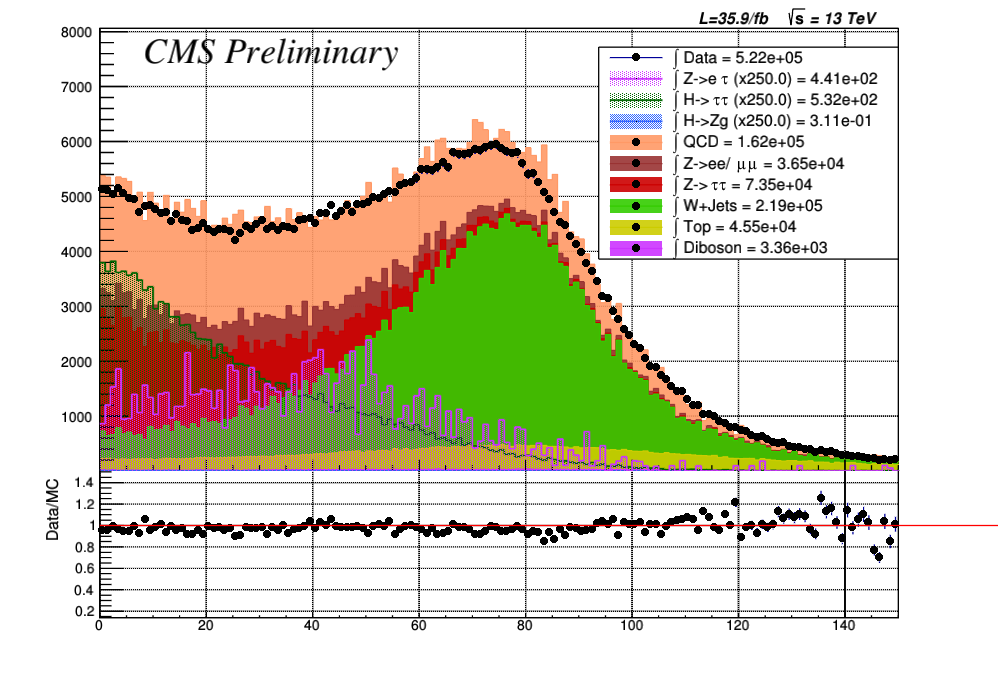 L=35.9/fb √s = 13 TeV
CMS Preliminary
8000
7000
6000
5000
4000
3000
2000
1000
∫ Data = 5.22e+05
∫ Z->e τ (x250.0) = 4.41e+02
∫ H-> ττ (x250.0) = 5.32e+02
∫ H->Zg (x250.0) = 3.11e-01
∫ QCD = 1.62e+05
∫ Z->ee/ μμ = 3.65e+04
∫ Z-> ττ = 7.35e+04
∫ W+Jets = 2.19e+05
∫ Top = 4.55e+04
∫ Diboson = 3.36e+03
Data/MC
1.4
1.2
1
0.8
0.6
0.4
0.2
0 20 40 60 80 100 120 140